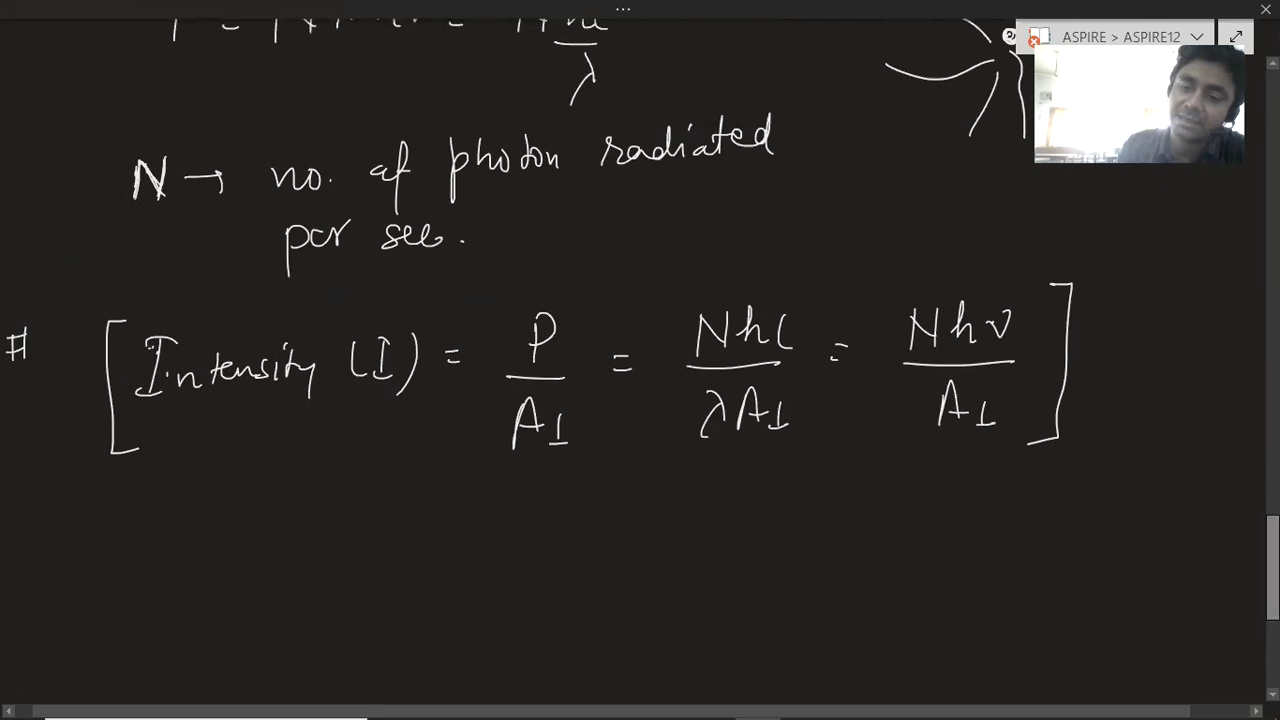 ASPIRE > ASPIRE12
λ
N → no. of photon radiated
per sec.
# [Intensity (I) = P/A⊥ = Nhc/λA⊥ = Nhν/A⊥]